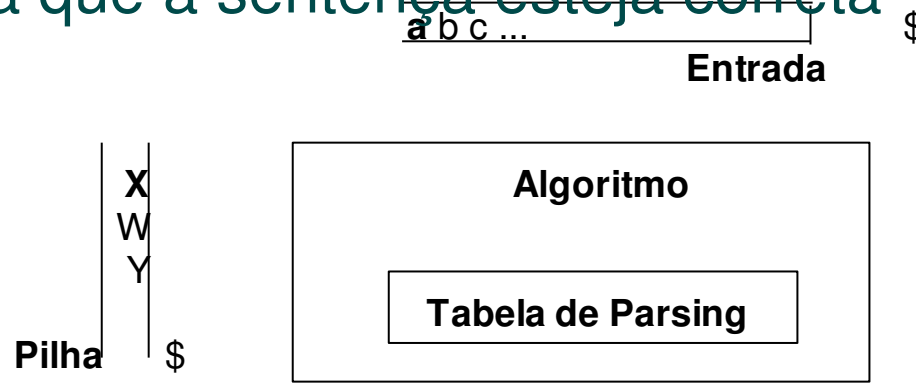 a que a sentença esteja correta
a b c ... $
Entrada
X
W
Y
Pilha $
Algoritmo
Tabela de Parsing